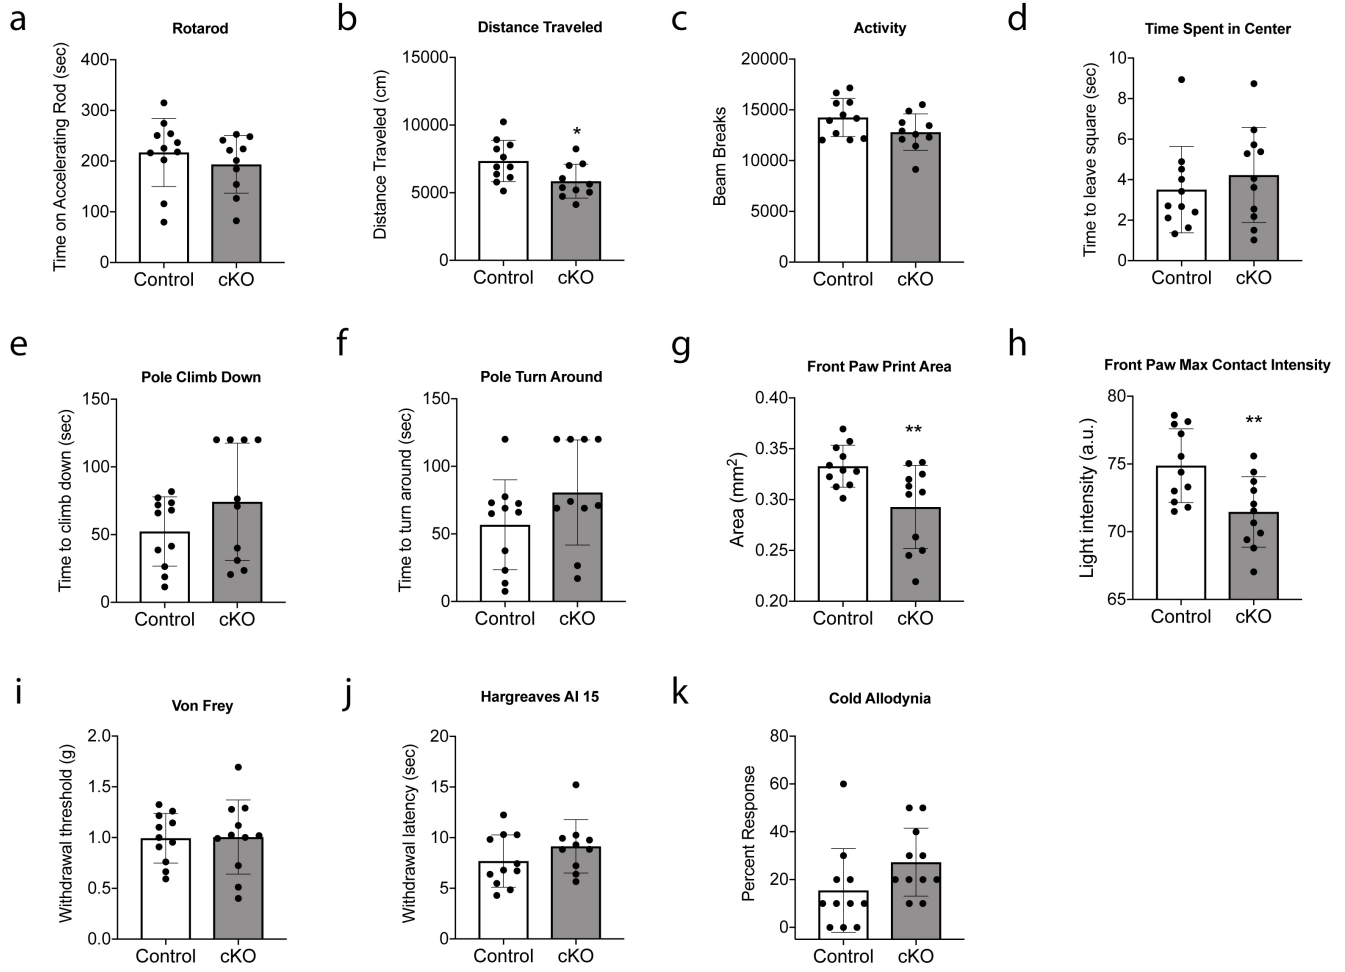 a
Rotarod
Time on Accelerating Rod (sec)
400
300
200
100
0
Control cKO
b
Distance Traveled
Distance Traveled (cm)
15000
10000
5000
0
*
Control cKO
c
Activity
Beam Breaks
20000
15000
10000
5000
0
Control cKO
d
Time Spent in Center
Time to leave square (sec)
10
8
6
4
2
0
Control cKO
e
Pole Climb Down
Time to climb down (sec)
150
100
50
0
Control cKO
f
Pole Turn Around
Time to turn around (sec)
150
100
50
0
Control cKO
g
Front Paw Print Area
Area (mm²)
0.40
0.35
0.30
0.25
0.20
**
Control cKO
h
Front Paw Max Contact Intensity
Light intensity (a.u.)
80
75
70
65
**
Control cKO
i
Von Frey
Withdrawal threshold (g)
2.0
1.5
1.0
0.5
0.0
Control cKO
j
Hargreaves AI 15
Withdrawal latency (sec)
20
15
10
5
0
Control cKO
k
Cold Allodynia
Percent Response
80
60
40
20
0
Control cKO